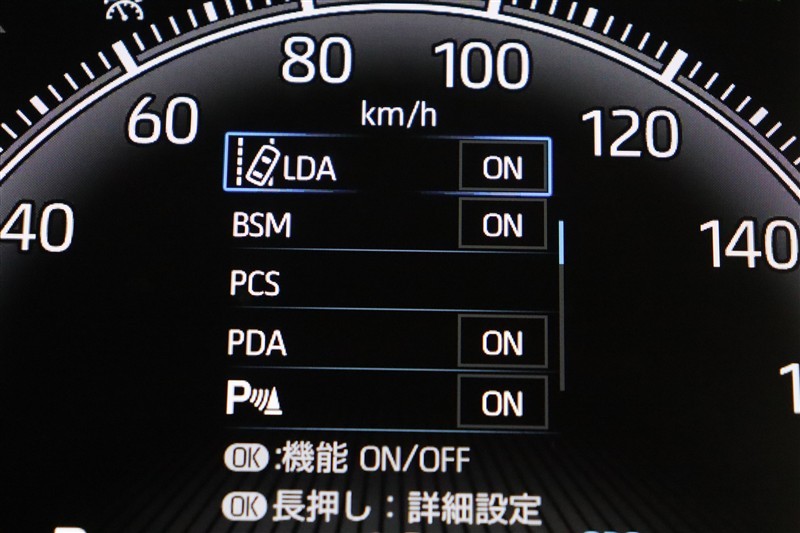 80 100
60 km/h 120
LDA ON
40 BSM ON 140
PCS
PDA ON
P ON
OK:機能 ON/OFF
OK長押し:詳細設定